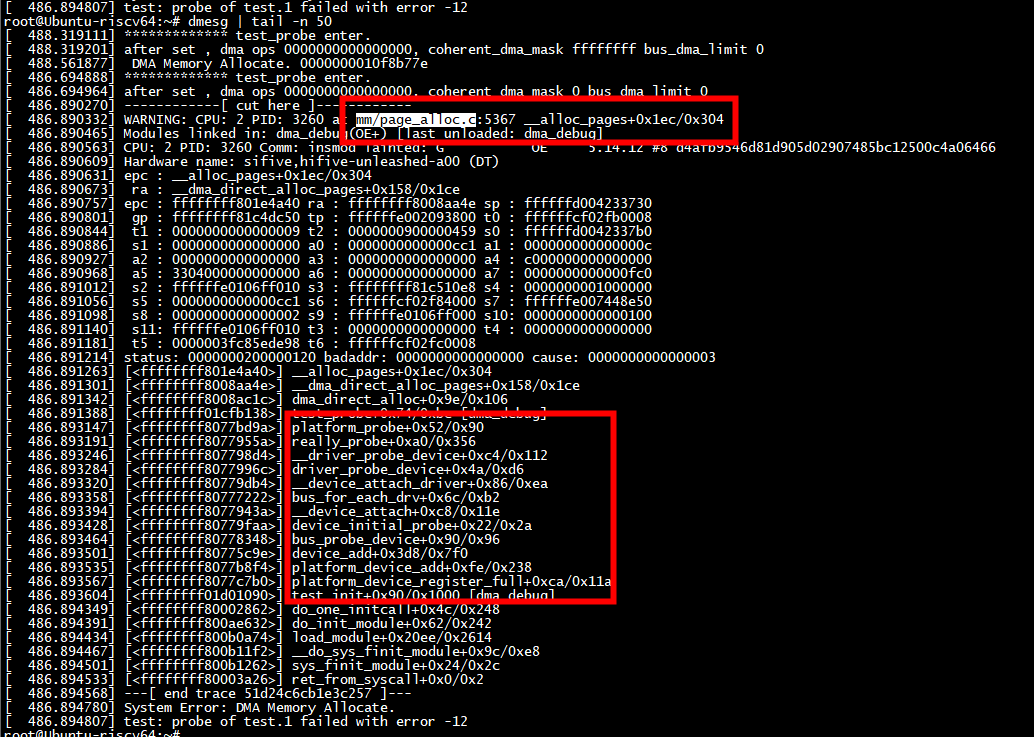 [  486.894807] test: probe of test.1 failed with error -12
root@Ubuntu-riscv64:~# dmesg | tail -n 50
[  488.319111] ************* test_probe enter.
[  488.319201] after set , dma ops 0000000000000000, coherent_dma_mask ffffffff bus_dma_limit 0
[  488.561877]  DMA Memory Allocate. 0000000010f8b77e
[  486.694888] ************* test_probe enter.
[  486.694964] after set , dma ops 0000000000000000, coherent_dma_mask 0 bus_dma_limit 0
[  486.890270] ------------[ cut here ]------------
[  486.890332] WARNING: CPU: 2 PID: 3260 at mm/page_alloc.c:5367 __alloc_pages+0x1ec/0x304
[  486.890465] Modules linked in: dma_debug(OE+) [last unloaded: dma_debug]
[  486.890563] CPU: 2 PID: 3260 Comm: insmod Tainted: G           OE     5.14.12 #8 d4afb9546d81d905d02907485bc12500c4a06466
[  486.890609] Hardware name: sifive,hifive-unleashed-a00 (DT)
[  486.890631] epc : __alloc_pages+0x1ec/0x304
[  486.890673]  ra : __dma_direct_alloc_pages+0x158/0x1ce
[  486.890757] epc : ffffffff801e4a40 ra : ffffffff8008aa4e sp : ffffffd004233730
[  486.890801]  gp : ffffffff81c4dc50 tp : ffffffe002093800 t0 : ffffffcf02fb0008
[  486.890844]  t1 : 0000000000000009 t2 : 0000000900000459 s0 : ffffffd0042337b0
[  486.890886]  s1 : 0000000000000000 a0 : 0000000000000cc1 a1 : 000000000000000c
[  486.890927]  a2 : 0000000000000000 a3 : 0000000000000000 a4 : c000000000000000
[  486.890968]  a5 : 3304000000000000 a6 : 0000000000000000 a7 : 0000000000000fc0
[  486.891012]  s2 : ffffffe0106ff010 s3 : ffffffff81c510e8 s4 : 0000000001000000
[  486.891056]  s5 : 0000000000000cc1 s6 : ffffffcf02f84000 s7 : ffffffe007448e50
[  486.891098]  s8 : 0000000000000002 s9 : ffffffe0106ff000 s10: 0000000000000100
[  486.891140]  s11: ffffffe0106ff010 t3 : 0000000000000000 t4 : 0000000000000000
[  486.891181]  t5 : 0000003fc85ede98 t6 : ffffffcf02fc0008
[  486.891214] status: 0000000200000120 badaddr: 0000000000000000 cause: 0000000000000003
[  486.891263] [<ffffffff801e4a40>] __alloc_pages+0x1ec/0x304
[  486.891301] [<ffffffff8008aa4e>] __dma_direct_alloc_pages+0x158/0x1ce
[  486.891342] [<ffffffff8008ac1c>] dma_direct_alloc+0x9e/0x106
[  486.891388] [<ffffffff01cfb138>] test_probe+0x74/0xbe [dma_debug]
[  486.893147] [<ffffffff8077bd9a>] platform_probe+0x52/0x90
[  486.893191] [<ffffffff8077955a>] really_probe+0xa0/0x356
[  486.893246] [<ffffffff807798d4>] __driver_probe_device+0xc4/0x112
[  486.893284] [<ffffffff8077996c>] driver_probe_device+0x4a/0xd6
[  486.893320] [<ffffffff80779db4>] __device_attach_driver+0x86/0xea
[  486.893358] [<ffffffff80777222>] bus_for_each_drv+0x6c/0xb2
[  486.893394] [<ffffffff8077943a>] __device_attach+0xc8/0x11e
[  486.893428] [<ffffffff80779faa>] device_initial_probe+0x22/0x2a
[  486.893464] [<ffffffff80778348>] bus_probe_device+0x90/0x96
[  486.893501] [<ffffffff80775c9e>] device_add+0x3d8/0x7f0
[  486.893535] [<ffffffff8077b8f4>] platform_device_add+0xfe/0x238
[  486.893567] [<ffffffff8077c7b0>] platform_device_register_full+0xca/0x11a
[  486.893604] [<ffffffff01d01090>] test_init+0x90/0x1000 [dma_debug]
[  486.894349] [<ffffffff80002862>] do_one_initcall+0x4c/0x248
[  486.894391] [<ffffffff800ae632>] do_init_module+0x62/0x242
[  486.894434] [<ffffffff800b0a74>] load_module+0x20ee/0x2614
[  486.894467] [<ffffffff800b11f2>] __do_sys_finit_module+0x9c/0xe8
[  486.894501] [<ffffffff800b1262>] sys_finit_module+0x24/0x2c
[  486.894533] [<ffffffff80003a26>] ret_from_syscall+0x0/0x2
[  486.894568] ---[ end trace 51d24c6cb1e3c257 ]---
[  486.894780] System Error: DMA Memory Allocate.
[  486.894807] test: probe of test.1 failed with error -12
root@Ubuntu-riscv64:~#